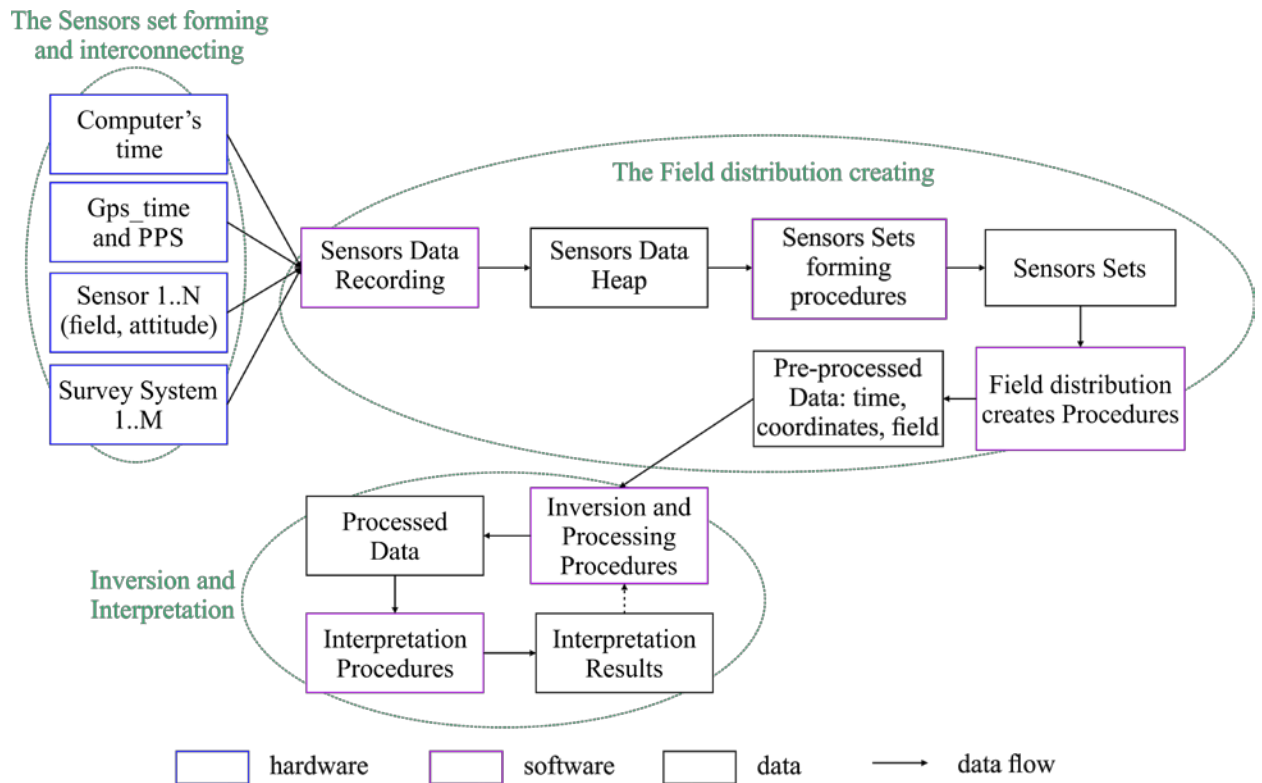 The Sensors set forming
and interconnecting
Computer's
time
Gps_time
and PPS
Sensor 1..N
(field, attitude)
Survey System
1..M
The Field distribution creating
Sensors Data
Recording
Sensors Data
Heap
Sensors Sets
forming
procedures
Sensors Sets
Pre-processed
Data: time,
coordinates, field
Field distribution
creates Procedures
Inversion and
Interpretation
Processed
Data
Inversion and
Processing
Procedures
Interpretation
Procedures
Interpretation
Results
hardware
software
data
data flow